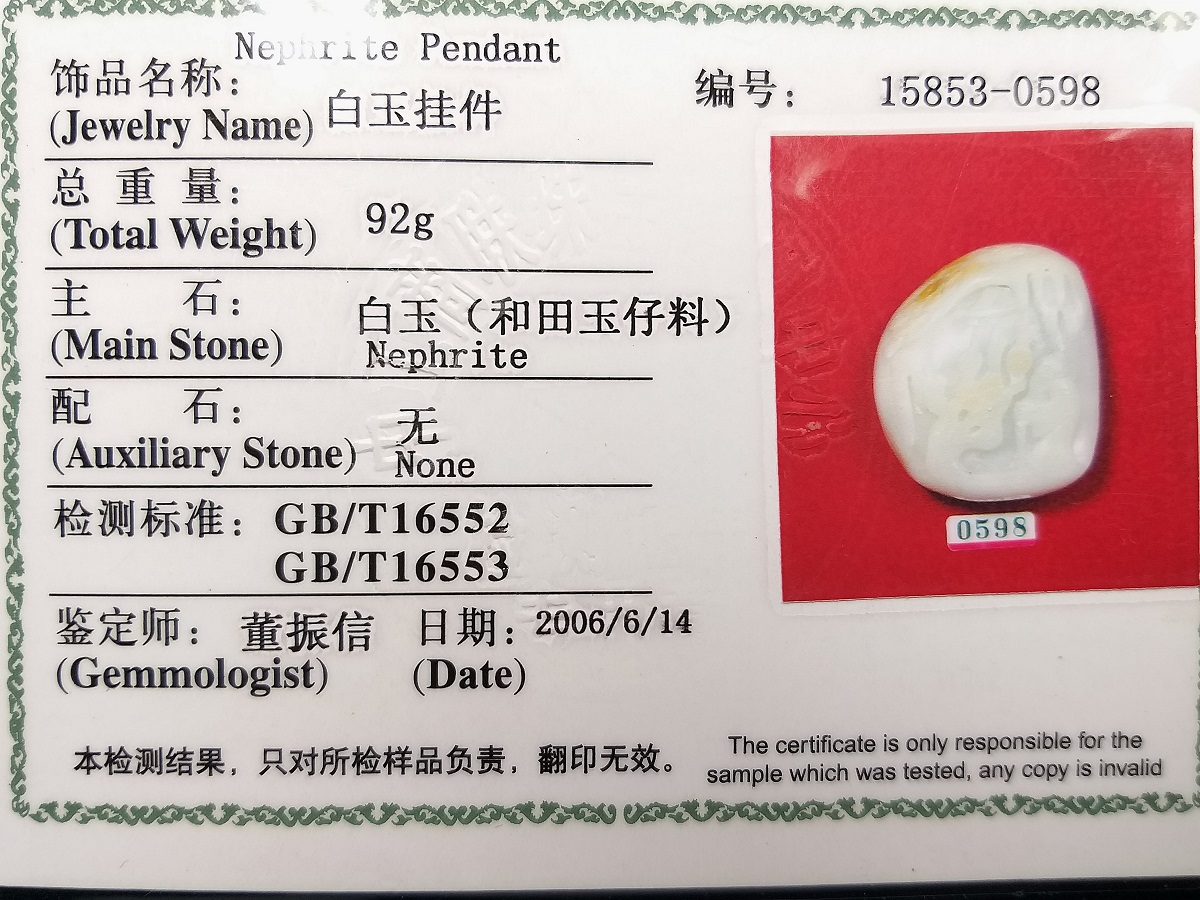 Nephrite Pendant
饰品名称: 白玉挂件
(Jewelry Name)
编号: 15853-0598
总重量: 92g
(Total Weight)
主石: 白玉（和田玉仔料）
(Main Stone) Nephrite
配石: 无
(Auxiliary Stone) None
检测标准: GB/T16552
GB/T16553
0598
鉴定师: 董振信 日期: 2006/6/14
(Gemmologist) (Date)
本检测结果，只对所检样品负责，翻印无效。
The certificate is only responsible for the
sample which was tested, any copy is invalid